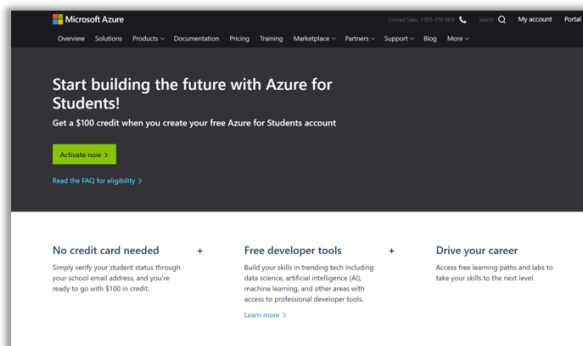 Microsoft Azure
Contact Sales: 1-855-270-0615
Search
My account
Portal
Overview
Solutions
Products
Documentation
Pricing
Training
Marketplace
Partners
Support
Blog
More
Start building the future with Azure for
Students!
Get a $100 credit when you create your free Azure for Students account
Activate now >
Read the FAQ for eligibility >
No credit card needed
Simply verify your student status through
your school email address, and you're
ready to go with $100 in credit.
+
Free developer tools
Build your skills in trending tech including
data science, artificial intelligence (AI),
machine learning, and other areas with
access to professional developer tools.
Learn more >
+
Drive your career
Access free learning paths and labs to
take your skills to the next level.